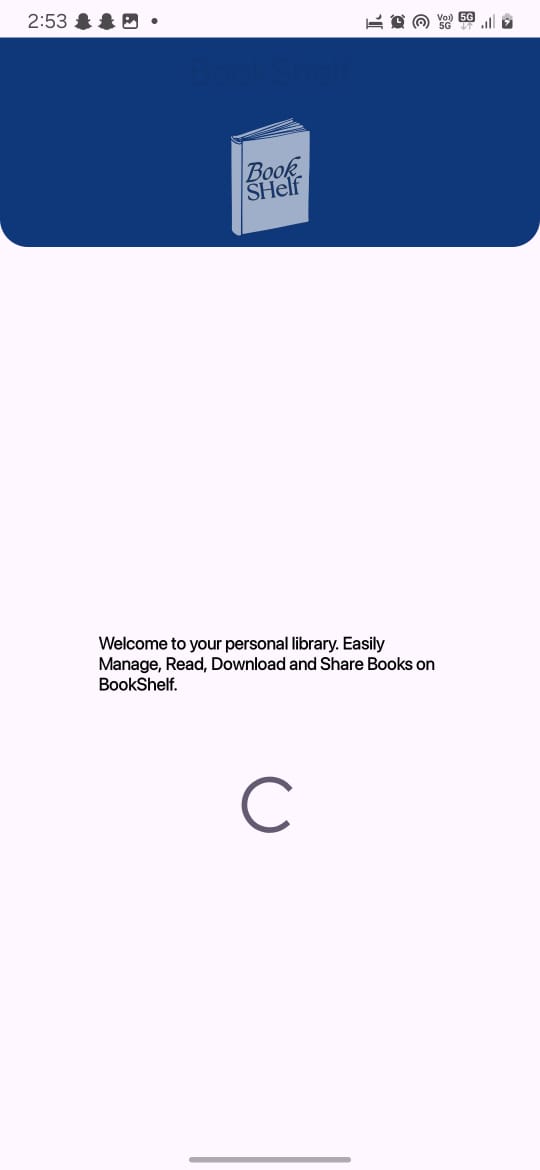 2:53
Vo)) 5G
5G
Book Shelf
Book
SHelf
Welcome to your personal library. Easily
Manage, Read, Download and Share Books on
BookShelf.